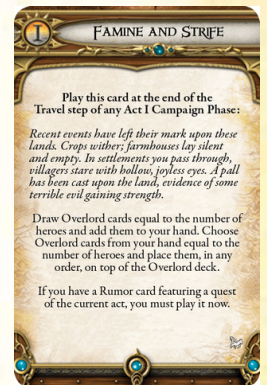 I
FAMINE AND STRIFE
Play this card at the end of the
Travel step of any Act I Campaign Phase:
Recent events have left their mark upon these
lands. Crops wither; farmhouses lay silent
and empty. In settlements you pass through,
villagers stare with hollow, joyless eyes. A pall
has been cast upon the land, evidence of some
terrible evil gaining strength.
Draw Overlord cards equal to the number of
heroes and add them to your hand. Choose
Overlord cards from your hand equal to the
number of heroes and place them, in any
order, on top of the Overlord deck.
If you have a Rumor card featuring a quest
of the current act, you must play it now.